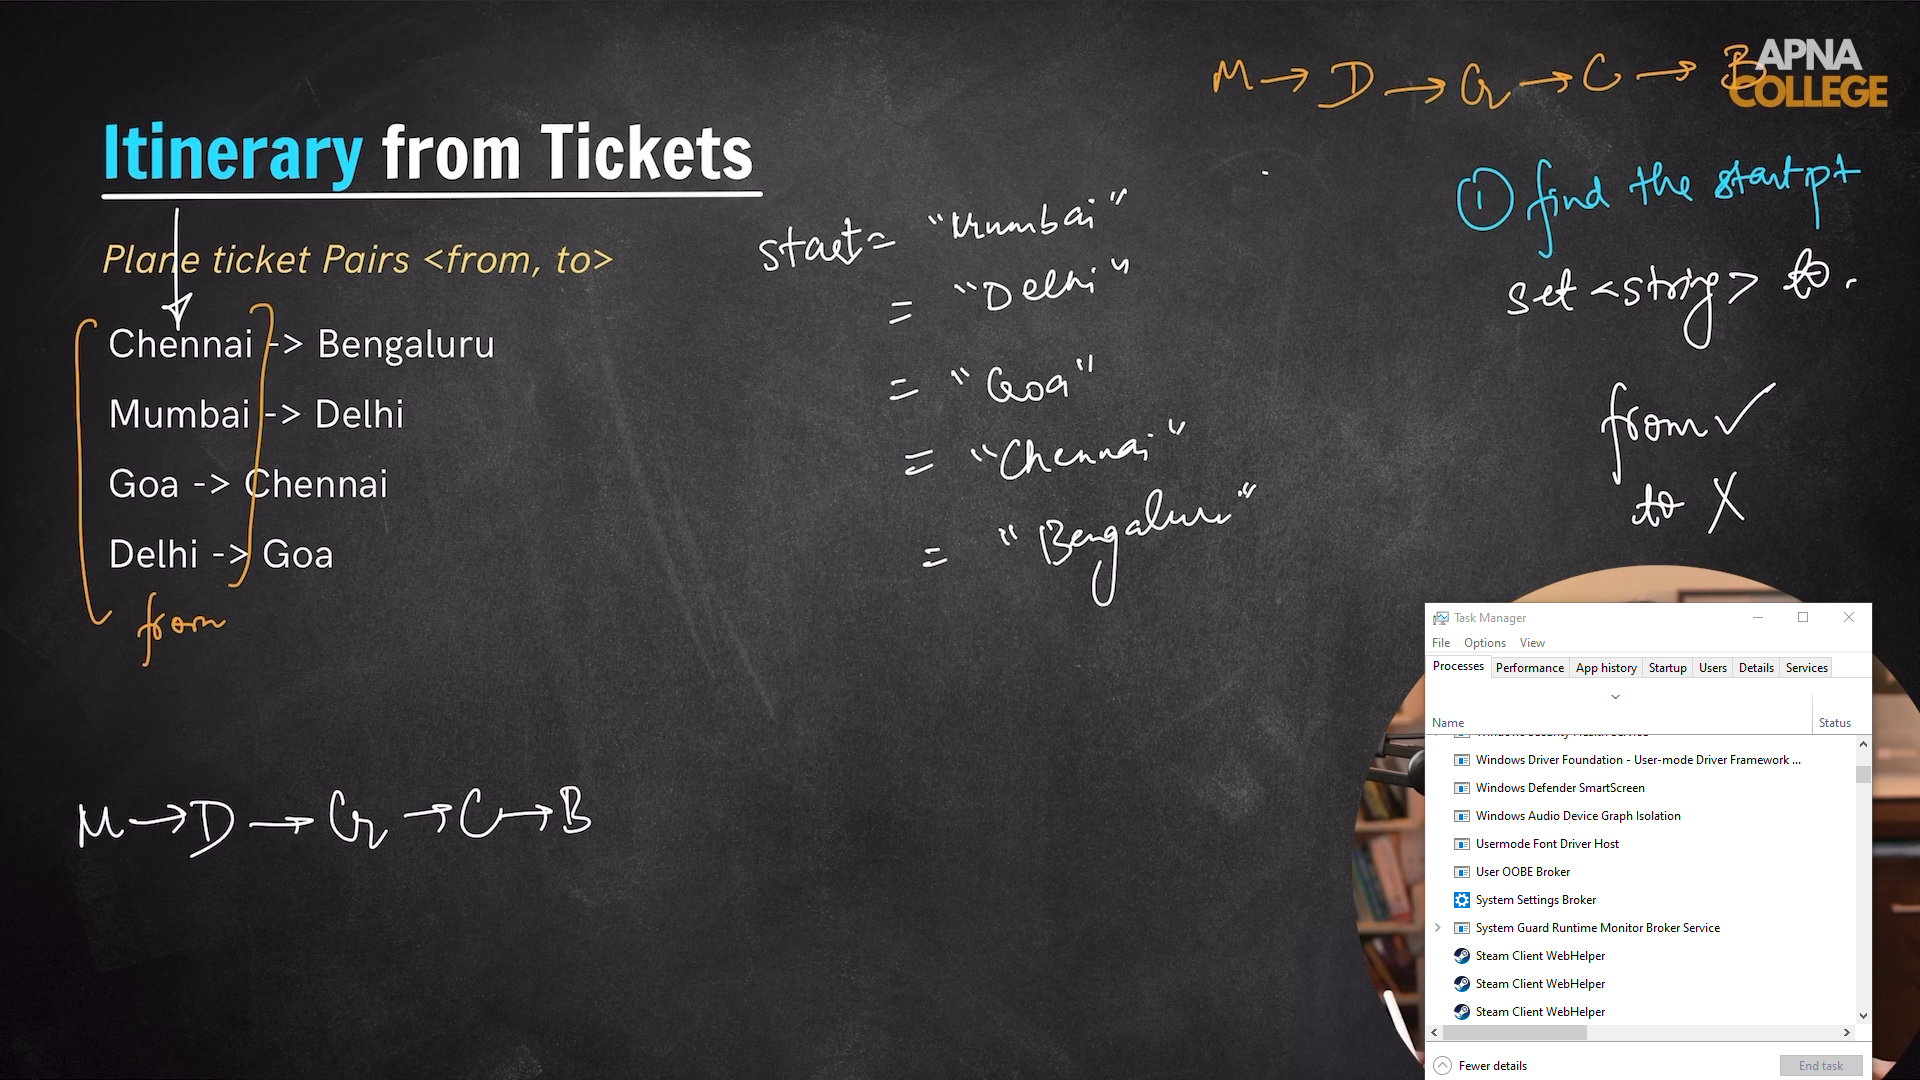 M → D → G → C → B
APNA
COLLEGE
Itinerary from Tickets
① find the start pt
Plane ticket Pairs <from, to>
start = "Mumbai"
= "Delhi"
set <string> to.
Chennai -> Bengaluru
= "Goa"
Mumbai -> Delhi
from ✓
= "Chennai"
Goa -> Chennai
to X
= "Bengaluru"
Delhi -> Goa
from
M → D → G → C → B
Task Manager
File Options View
Processes Performance App history Startup Users Details Services
Name Status
Windows Driver Foundation - User-mode Driver Framework ...
Windows Defender SmartScreen
Windows Audio Device Graph Isolation
Usermode Font Driver Host
User OOBE Broker
System Settings Broker
System Guard Runtime Monitor Broker Service
Steam Client WebHelper
Steam Client WebHelper
Steam Client WebHelper
Fewer details End task